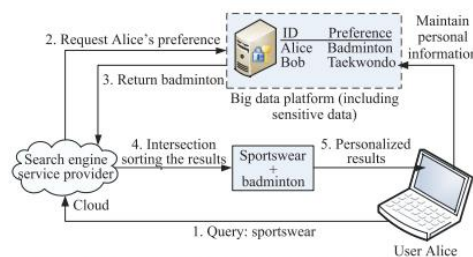 2. Request Alice's preference
3. Return badminton
ID Preference
Alice Badminton
Bob Taekwondo
Big data platform (including
sensitive data)
Maintain
personal
information
Search engine
service provider
Cloud
4. Intersection
sorting the results
Sportswear
+
badminton
5. Personalized
results
1. Query: sportswear
User Alice